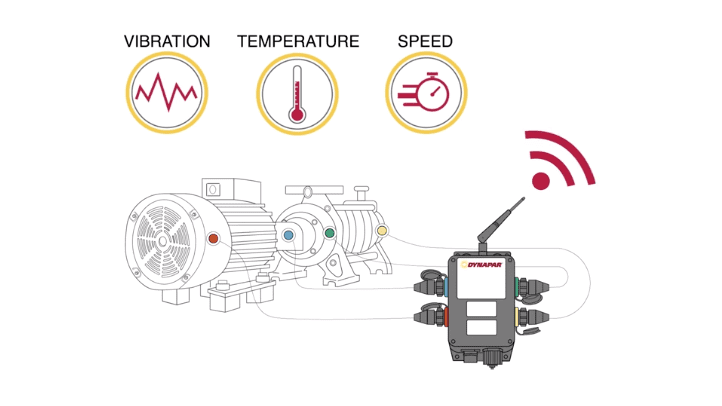 VIBRATION TEMPERATURE SPEED
DYNAPAR